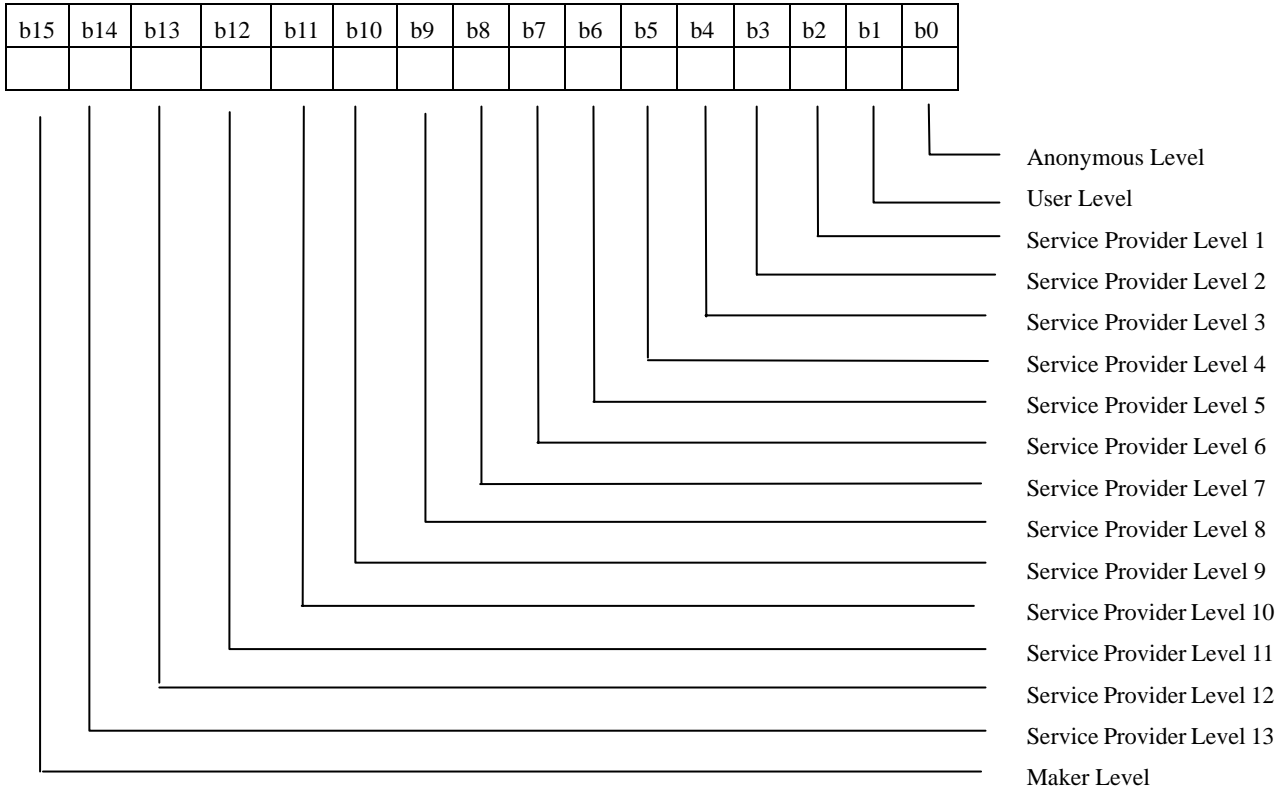 b15 b14 b13 b12 b11 b10 b9 b8 b7 b6 b5 b4 b3 b2 b1 b0
Anonymous Level
User Level
Service Provider Level 1
Service Provider Level 2
Service Provider Level 3
Service Provider Level 4
Service Provider Level 5
Service Provider Level 6
Service Provider Level 7
Service Provider Level 8
Service Provider Level 9
Service Provider Level 10
Service Provider Level 11
Service Provider Level 12
Service Provider Level 13
Maker Level